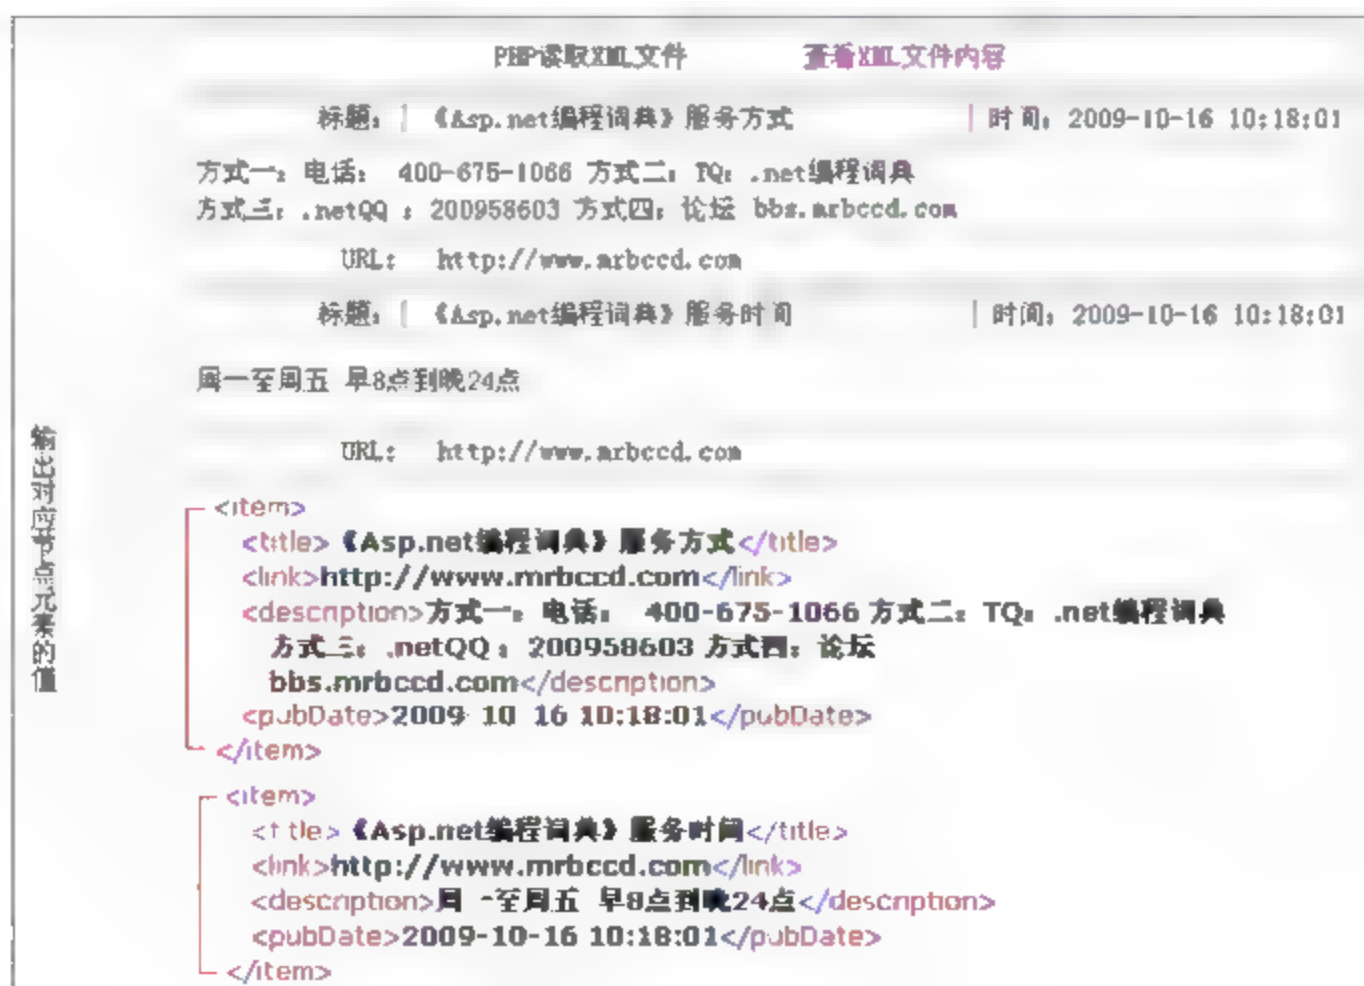 PHP读取XML文件 查看XML文件内容
标题： 《Asp.net编程词典》服务方式 时间：2009-10-16 10:18:01
方式一：电话： 400-675-1066 方式二：TQ：.net编程词典
方式三：.netQQ：200958603 方式四：论坛 bbs.mrbccd.com
URL： http://www.mrbccd.com
标题： 《Asp.net编程词典》服务时间 时间：2009-10-16 10:18:01
周一至周五 早8点到晚24点
URL： http://www.mrbccd.com
输出对应节点元素的值
<item>
<title>《Asp.net编程词典》服务方式</title>
<link>http://www.mrbccd.com</link>
<description>方式一：电话： 400-675-1066 方式二：TQ：.net编程词典
方式三：.netQQ：200958603 方式四：论坛
bbs.mrbccd.com</description>
<pubDate>2009-10-16 10:18:01</pubDate>
</item>
<item>
<title>《Asp.net编程词典》服务时间</title>
<link>http://www.mrbccd.com</link>
<description>周一至周五 早8点到晚24点</description>
<pubDate>2009-10-16 10:18:01</pubDate>
</item>